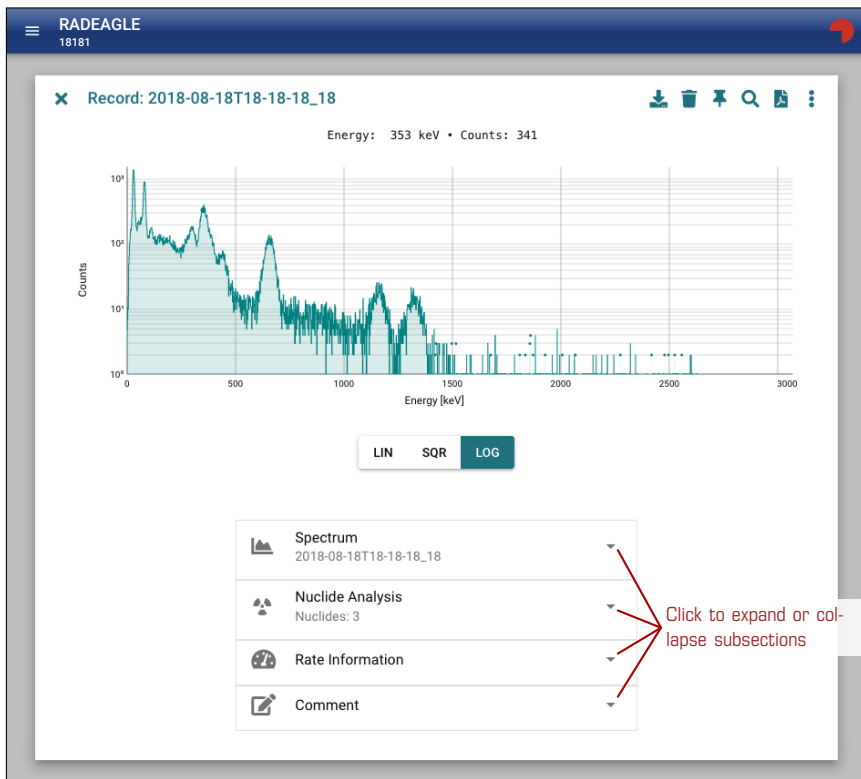 RADEAGLE
18181
Record: 2018-08-18T18-18-18_18
Energy:  353 keV • Counts: 341
10³
10²
10¹
10⁰
Counts
0 500 1000 1500 2000 2500 3000
Energy [keV]
LIN SQR LOG
Spectrum
2018-08-18T18-18-18_18
Nuclide Analysis
Nuclides: 3
Rate Information
Comment
Click to expand or col-
lapse subsections